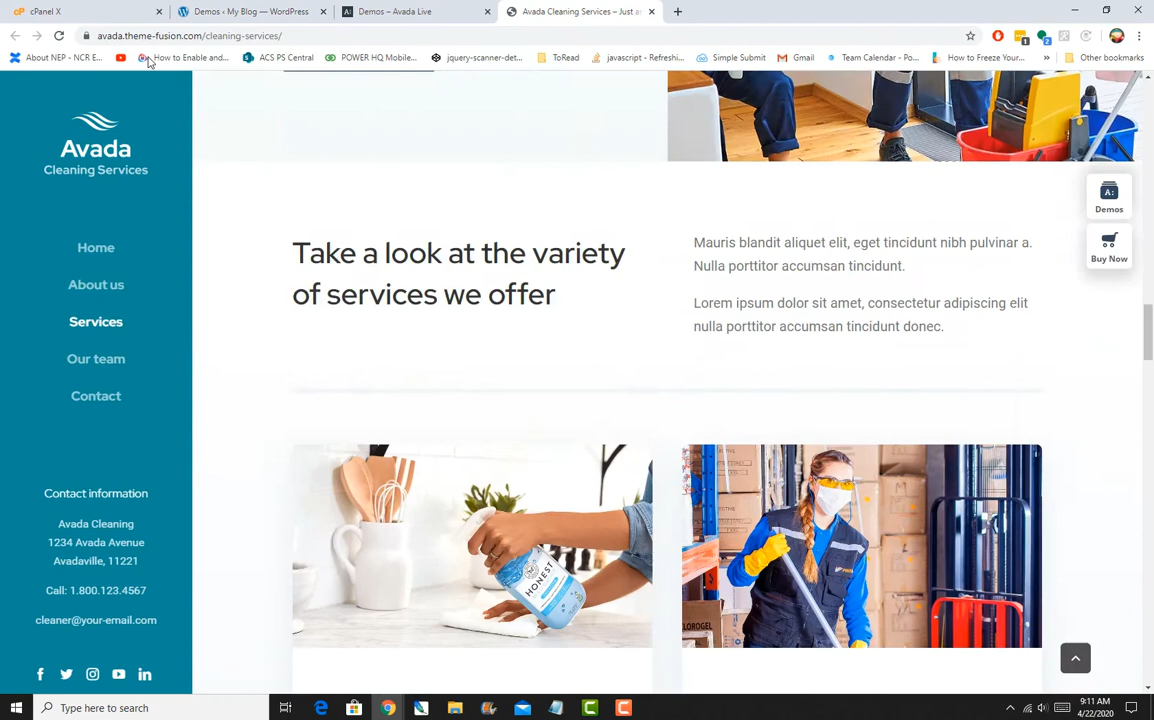 cPanel X
Demos ‹ My Blog — WordPress
Demos – Avada Live
Avada Cleaning Services – Just an
avada.theme-fusion.com/cleaning-services/
About NEP - NCR E...
How to Enable and...
ACS PS Central
POWER HQ Mobile...
jquery-scanner-det...
ToRead
javascript - Refreshi...
Simple Submit
Gmail
Team Calendar - Po...
How to Freeze Your...
»
Other bookmarks
Avada
Cleaning Services
Home
About us
Services
Our team
Contact
Contact information
Avada Cleaning
1234 Avada Avenue
Avadaville, 11221
Call: 1.800.123.4567
cleaner@your-email.com
Take a look at the variety
of services we offer
Mauris blandit aliquet elit, eget tincidunt nibh pulvinar a.
Nulla porttitor accumsan tincidunt.
Lorem ipsum dolor sit amet, consectetur adipiscing elit
nulla porttitor accumsan tincidunt donec.
A:
Demos
Buy Now
HONEST
Type here to search
9:11 AM
4/22/2020